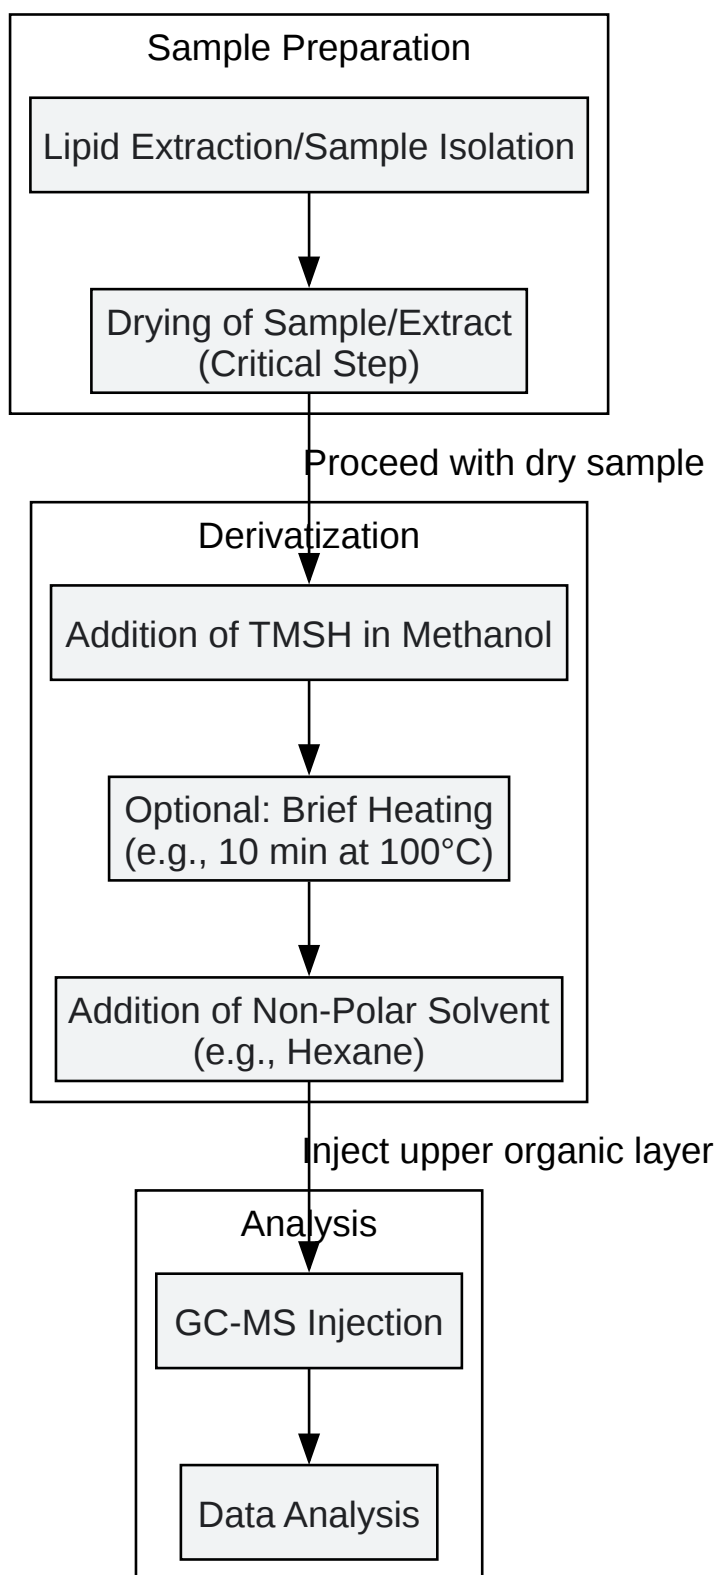 Sample Preparation
Lipid Extraction/Sample Isolation
Drying of Sample/Extract
(Critical Step)
Proceed with dry sample
Derivatization
Addition of TMSH in Methanol
Optional: Brief Heating
(e.g., 10 min at 100°C)
Addition of Non-Polar Solvent
(e.g., Hexane)
Inject upper organic layer
Analysis
GC-MS Injection
Data Analysis